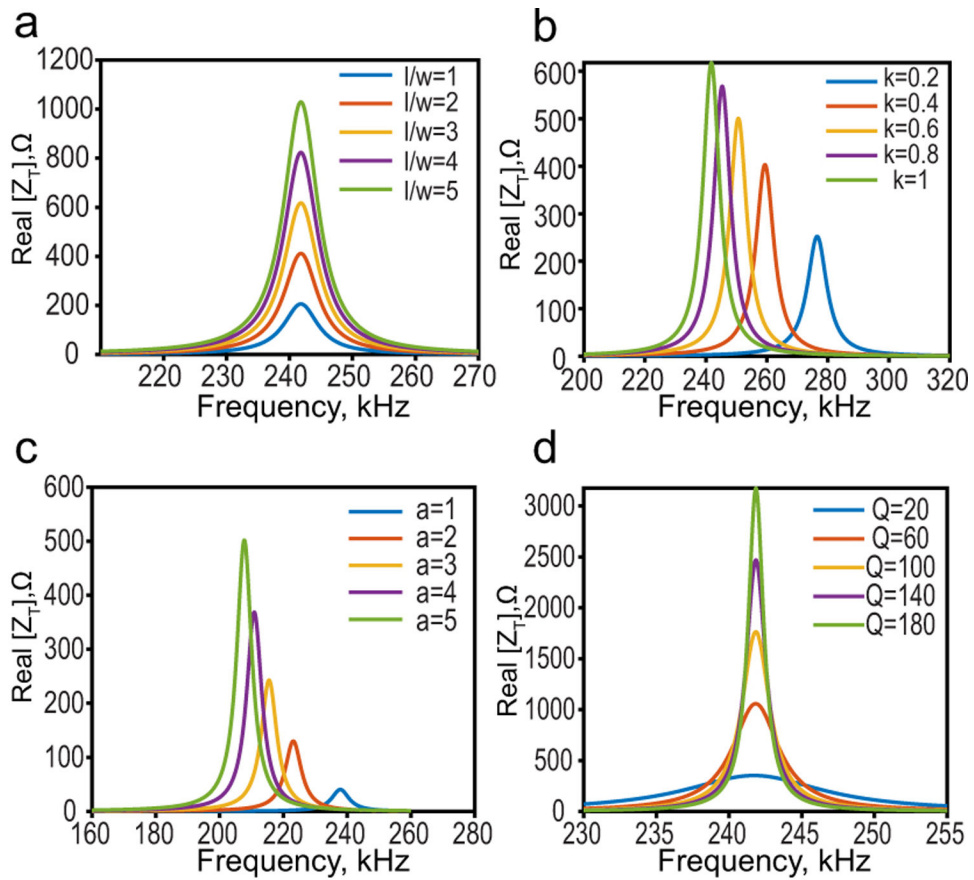 a
1200
1000
800
600
400
200
0
Real [Z_T],Ω
l/w=1
l/w=2
l/w=3
l/w=4
l/w=5
220 230 240 250 260 270
Frequency, kHz
b
600
500
400
300
200
100
0
Real [Z_T],Ω
k=0.2
k=0.4
k=0.6
k=0.8
k=1
200 220 240 260 280 300 320
Frequency, kHz
c
600
500
400
300
200
100
0
Real [Z_T],Ω
a=1
a=2
a=3
a=4
a=5
160 180 200 220 240 260 280
Frequency, kHz
d
3000
2500
2000
1500
1000
500
0
Real [Z_T],Ω
Q=20
Q=60
Q=100
Q=140
Q=180
230 235 240 245 250 255
Frequency, kHz